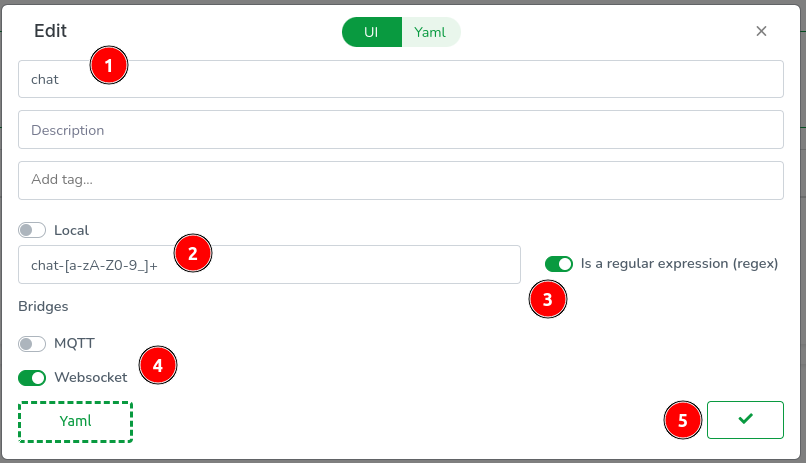 Edit
UI Yaml
1
chat
Description
Add tag...
Local
2
chat-[a-zA-Z0-9_]+
Is a regular expression (regex)
3
Bridges
MQTT
4
Websocket
Yaml
5